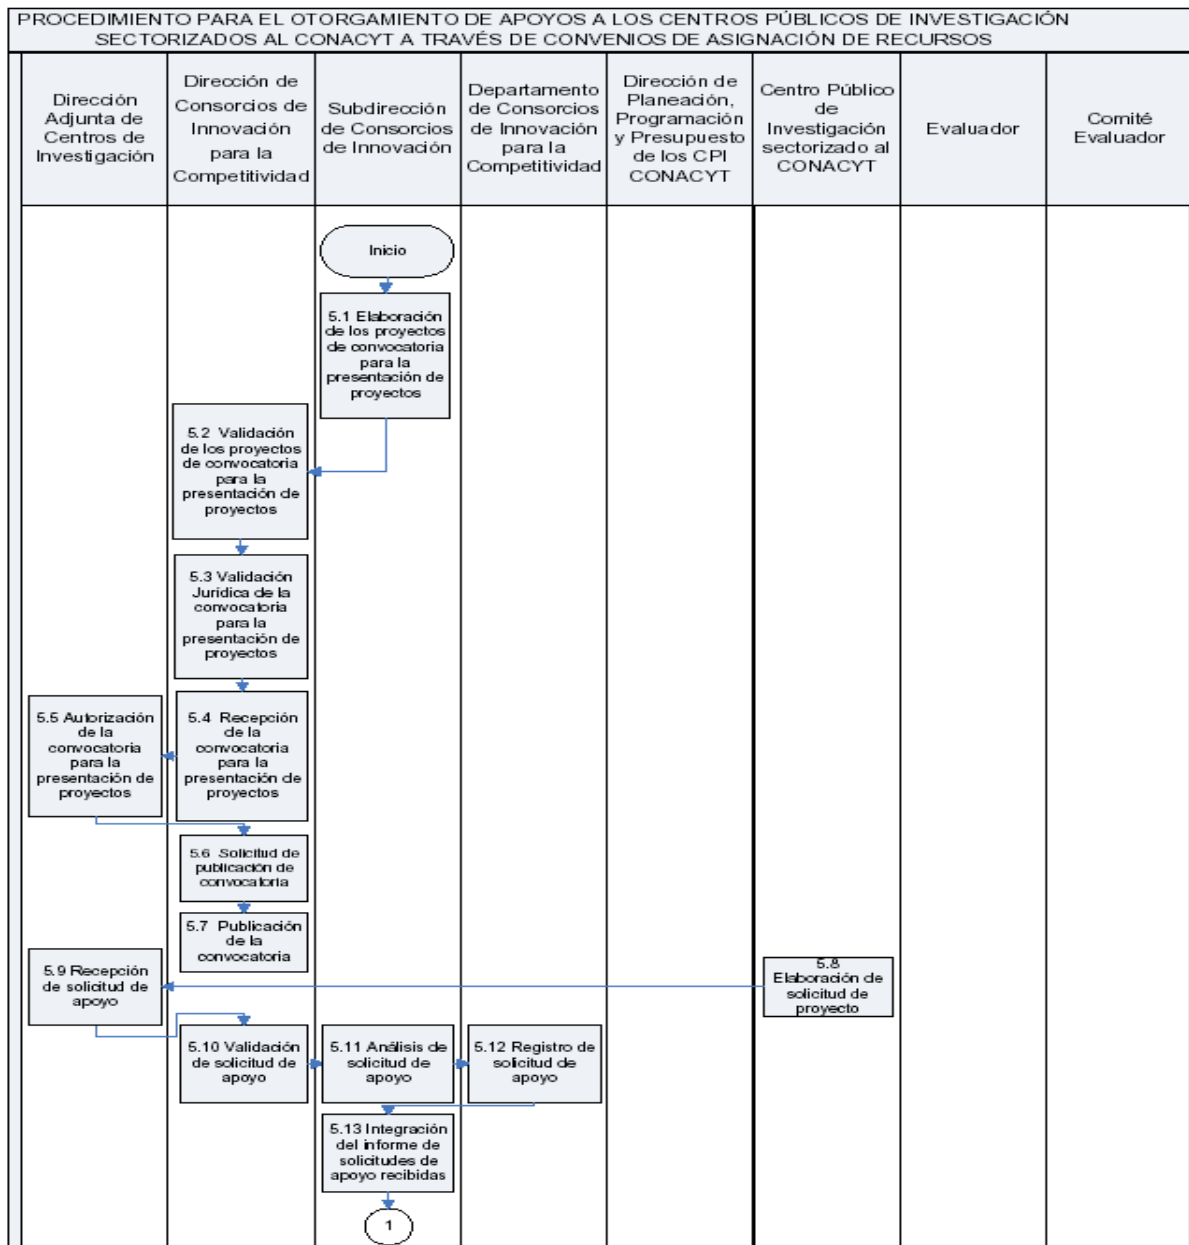 PROCEDIMIENTO PARA EL OTORGAMIENTO DE APOYOS A LOS CENTROS PÚBLICOS DE INVESTIGACIÓN
SECTORIZADOS AL CONACYT A TRAVÉS DE CONVENIOS DE ASIGNACIÓN DE RECURSOS
Dirección
Adjunta de
Centros de
Investigación
Dirección de
Consorcios de
Innovación
para la
Competitividad
Subdirección
de Consorcios
de Innovación
Departamento
de Consorcios
de Innovación
para la
Competitividad
Dirección de
Planeación,
Programación
y Presupuesto
de los CPI
CONACYT
Centro Público
de
Investigación
sectorizado al
CONACYT
Evaluador
Comité
Evaluador
Inicio
5.1 Elaboración
de los proyectos
de convocatoria
para la
presentación de
proyectos
5.2 Validación
de los proyectos
de convocatoria
para la
presentación de
proyectos
5.3 Validación
Jurídica de la
convocatoria
para la
presentación de
proyectos
5.5 Autorización
de la
convocatoria
para la
presentación de
proyectos
5.4 Recepción
de la
convocatoria
para la
presentación de
proyectos
5.6 Solicitud de
publicación de
convocatoria
5.7 Publicación
de la
convocatoria
5.9 Recepción
de solicitud de
apoyo
5.8
Elaboración de
solicitud de
proyecto
5.10 Validación
de solicitud de
apoyo
5.11 Análisis de
solicitud de
apoyo
5.12 Registro de
solicitud de
apoyo
5.13 Integración
del informe de
solicitudes de
apoyo recibidas
1